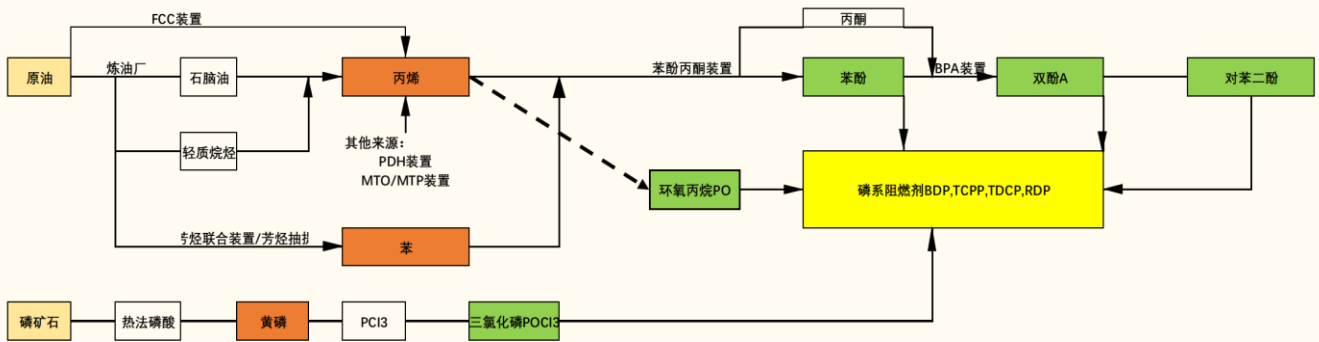 FCC装置
丙酮
原油
炼油厂
石脑油
丙烯
苯酚丙酮装置
苯酚
BPA装置
双酚A
对苯二酚
轻质烷烃
其他来源：
PDH装置
MTO/MTP装置
环氧丙烷PO
磷系阻燃剂BDP,TCPP,TDCP,RDP
芳烃联合装置/芳烃抽提
苯
磷矿石
热法磷酸
黄磷
PCl3
三氯化磷POCl3